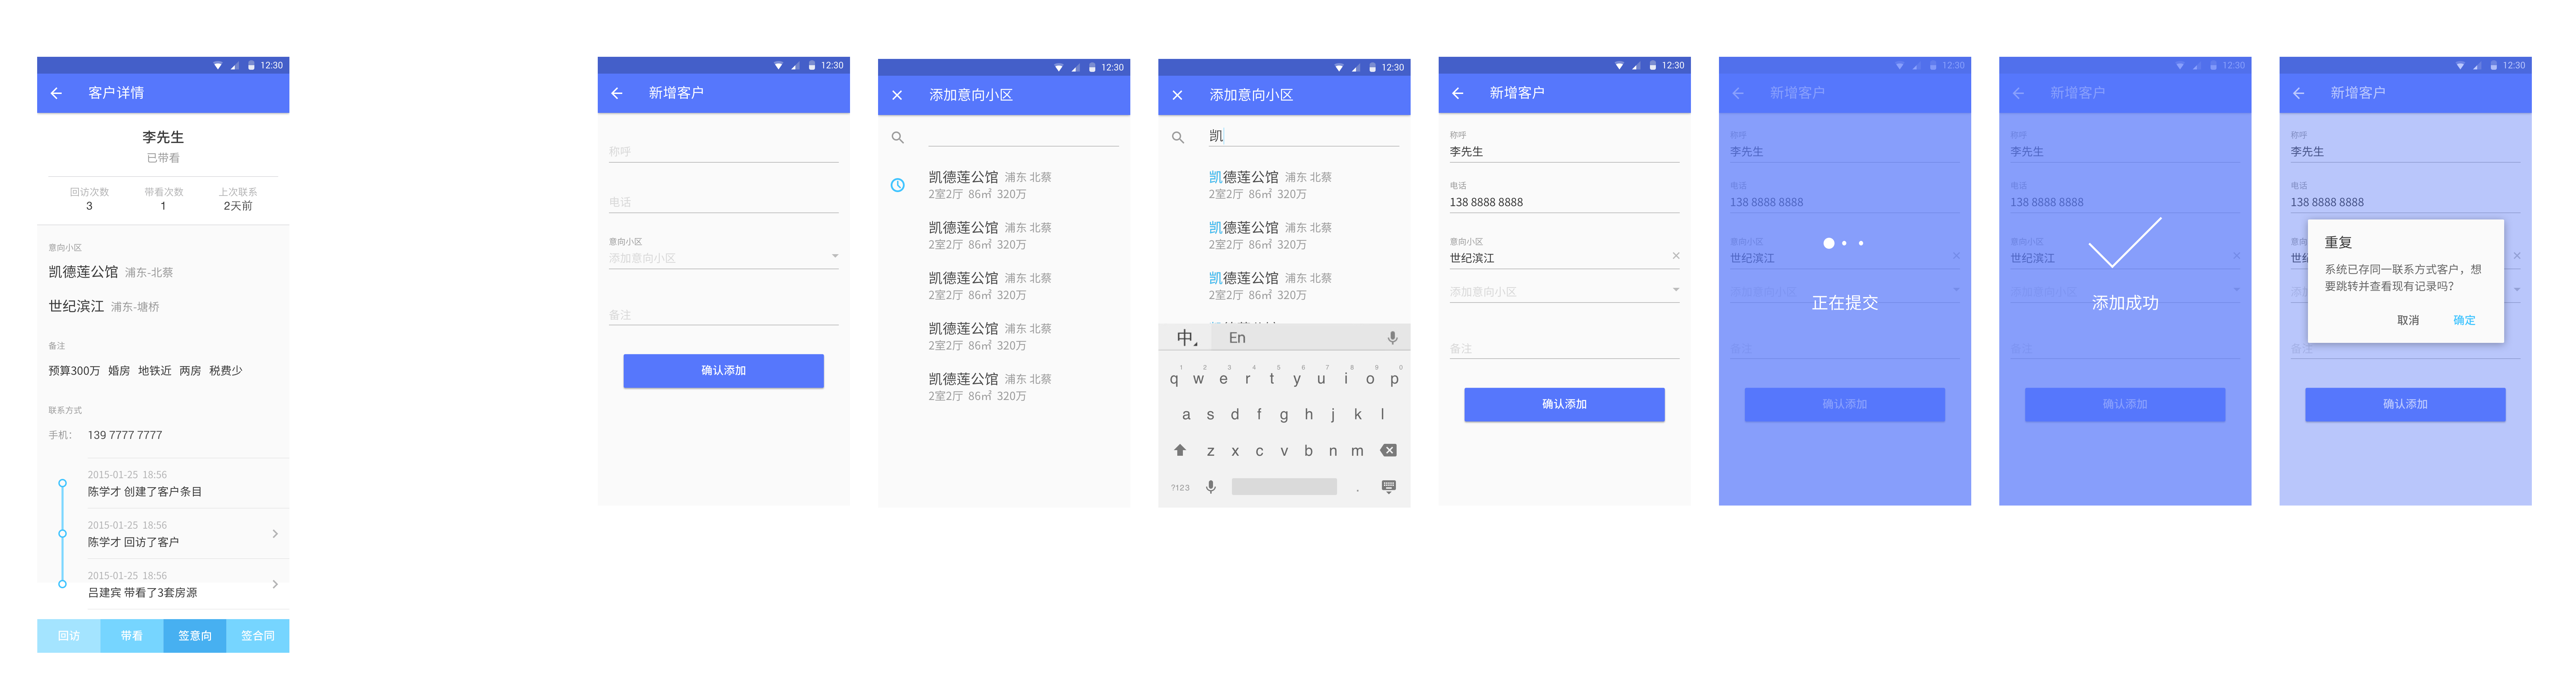 12:30
客户详情
李先生
已带看
回访次数 带看次数 上次联系
3 1 2天前
意向小区
凯德莲公馆 浦东-北蔡
世纪滨江 浦东-塘桥
备注
预算300万 婚房 地铁近 两房 税费少
联系方式
手机: 139 7777 7777
2015-01-25 18:56
陈学才 创建了客户条目
2015-01-25 18:56
陈学才 回访了客户
2015-01-25 18:56
吕建宾 带看了3套房源
回访 带看 签意向 签合同
12:30
新增客户
称呼
电话
意向小区
添加意向小区
备注
确认添加
12:30
添加意向小区
凯德莲公馆 浦东 北蔡
2室2厅 86㎡ 320万
凯德莲公馆 浦东 北蔡
2室2厅 86㎡ 320万
凯德莲公馆 浦东 北蔡
2室2厅 86㎡ 320万
凯德莲公馆 浦东 北蔡
2室2厅 86㎡ 320万
凯德莲公馆 浦东 北蔡
2室2厅 86㎡ 320万
12:30
添加意向小区
凯
凯德莲公馆 浦东 北蔡
2室2厅 86㎡ 320万
凯德莲公馆 浦东 北蔡
2室2厅 86㎡ 320万
凯德莲公馆 浦东 北蔡
2室2厅 86㎡ 320万
中 En
1 2 3 4 5 6 7 8 9 0
q w e r t y u i o p
a s d f g h j k l
z x c v b n m
?123 .
12:30
新增客户
称呼
李先生
电话
138 8888 8888
意向小区
世纪滨江
添加意向小区
备注
确认添加
12:30
新增客户
称呼
李先生
电话
138 8888 8888
意向小区
世纪滨江
添加意向小区
正在提交
备注
确认添加
12:30
新增客户
称呼
李先生
电话
138 8888 8888
意向小区
世纪滨江
添加意向小区
添加成功
备注
确认添加
12:30
新增客户
称呼
李先生
电话
138 8888 8888
重复
系统已存同一联系方式客户，想
要跳转并查看现有记录吗?
取消 确定
备注
确认添加